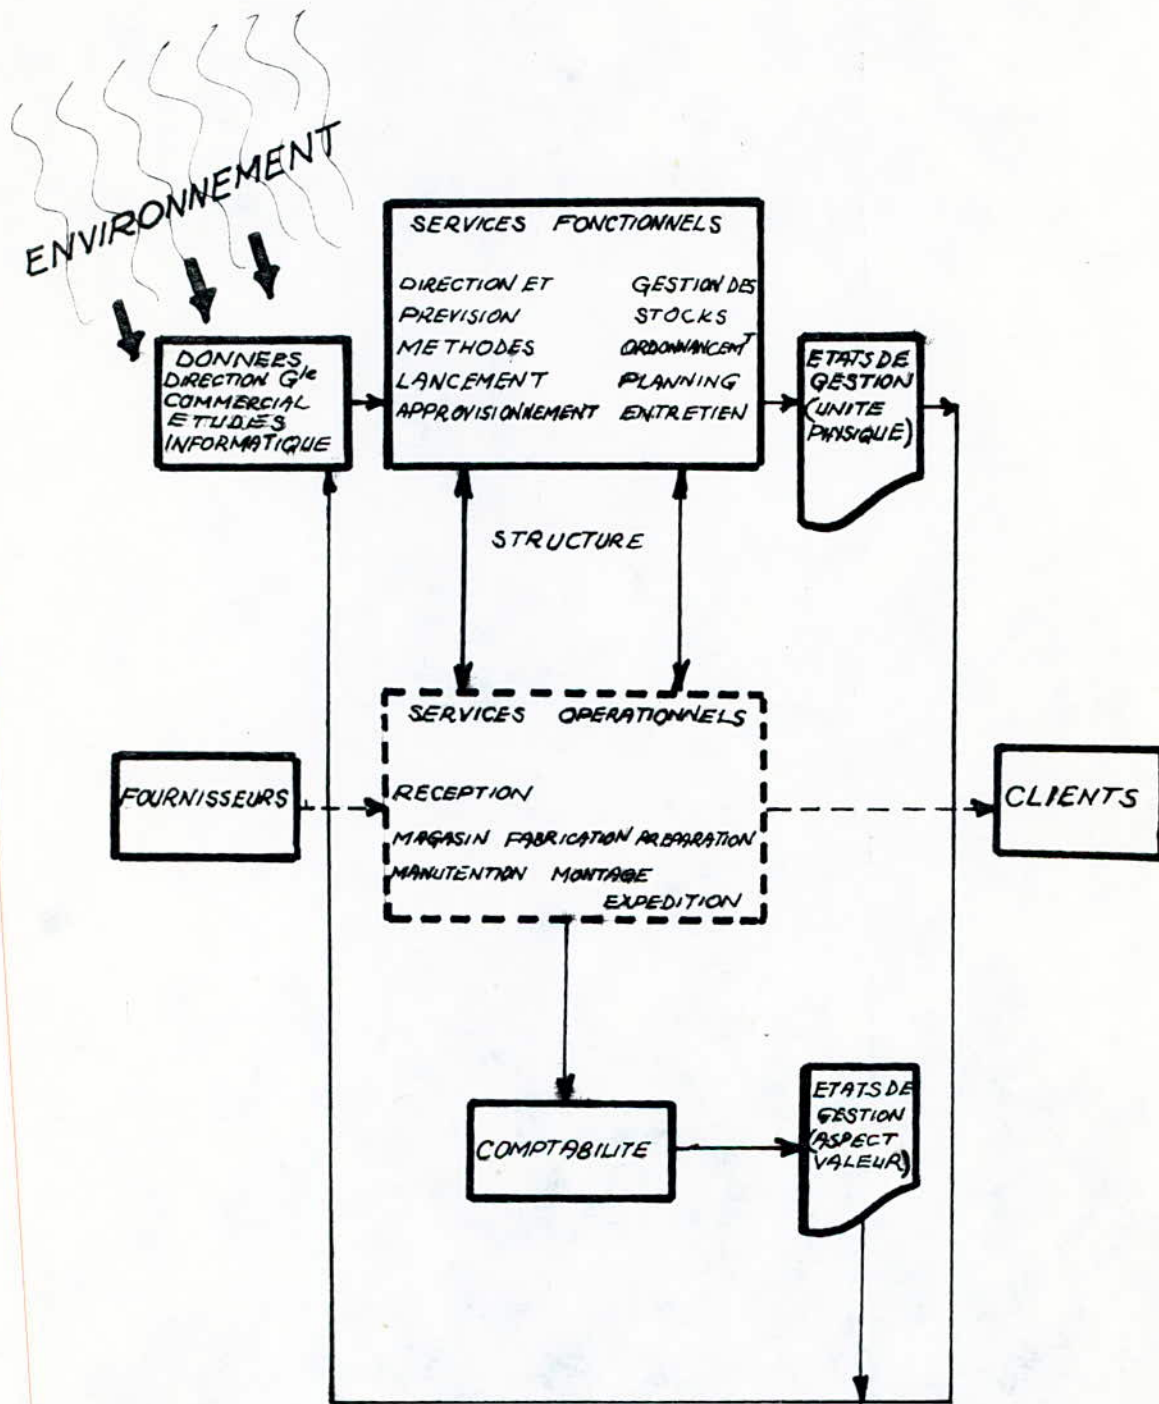 ENVIRONNEMENT
SERVICES FONCTIONNELS
DIRECTION ET
PREVISION
METHODES
LANCEMENT
APPROVISIONNEMENT
GESTION DES
STOCKS
ORDONNANCEMT
PLANNING
ENTRETIEN
DONNEES
DIRECTION Gle
COMMERCIAL
ETUDES
INFORMATIQUE
ETATS DE
GESTION
(UNITE
PHYSIQUE)
STRUCTURE
SERVICES OPERATIONNELS
RECEPTION
MAGASIN FABRICATION PREPARATION
MANUTENTION MONTAGE
EXPEDITION
FOURNISSEURS
CLIENTS
COMPTABILITE
ETATS DE
GESTION
(ASPECT
VALEUR)